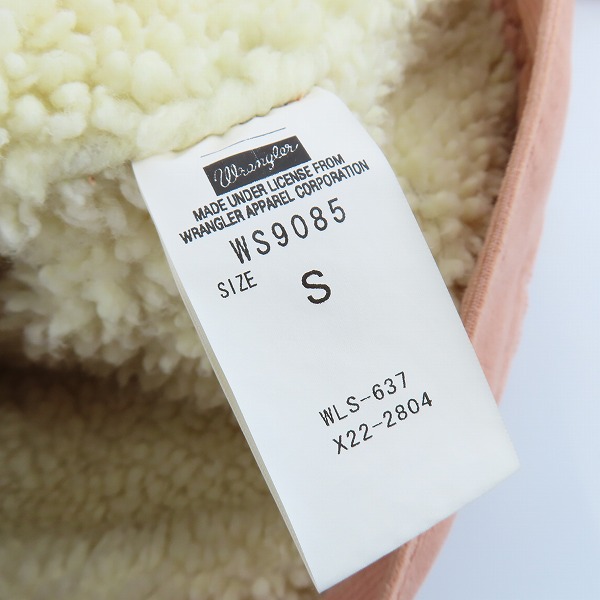 Wrangler
MADE UNDER LICENSE FROM
WRANGLER APPAREL CORPORATION
WS9085
SIZE S
WLS-637
X22-2804